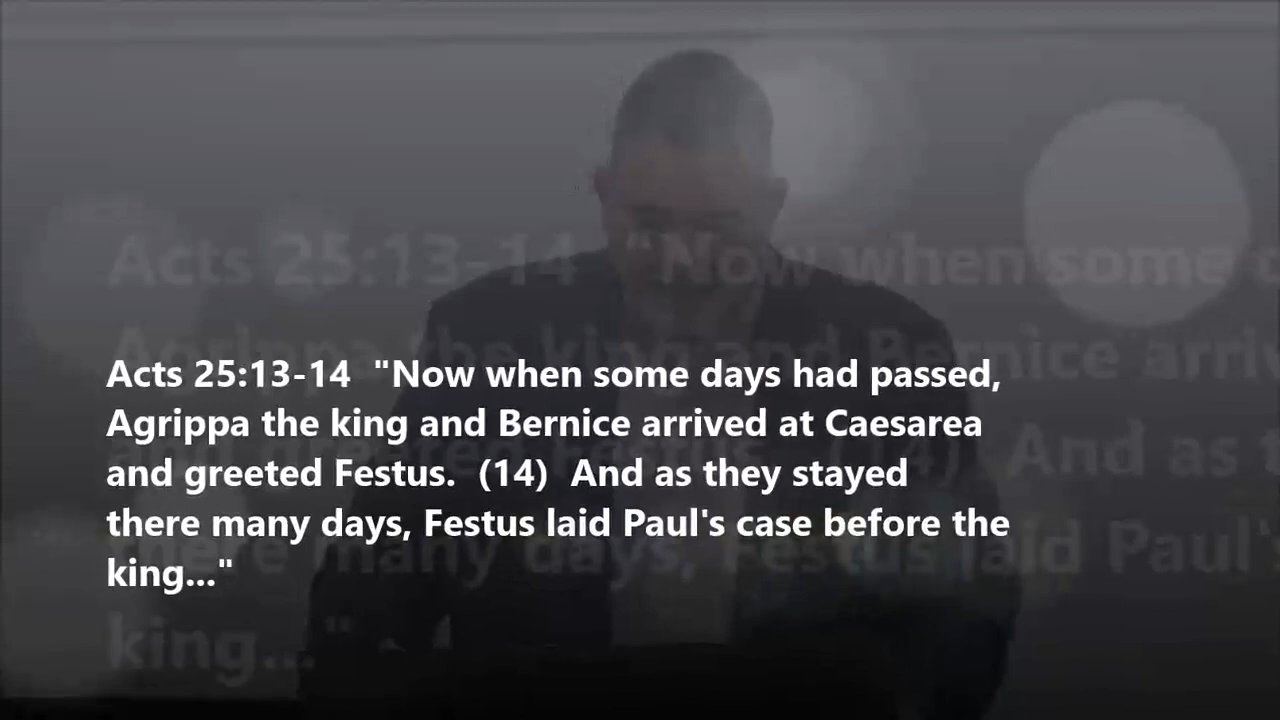 Acts 25:13-14  "Now when some days had passed,
Agrippa the king and Bernice arrived at Caesarea
and greeted Festus.  (14)  And as they stayed
there many days, Festus laid Paul's case before the
king..."